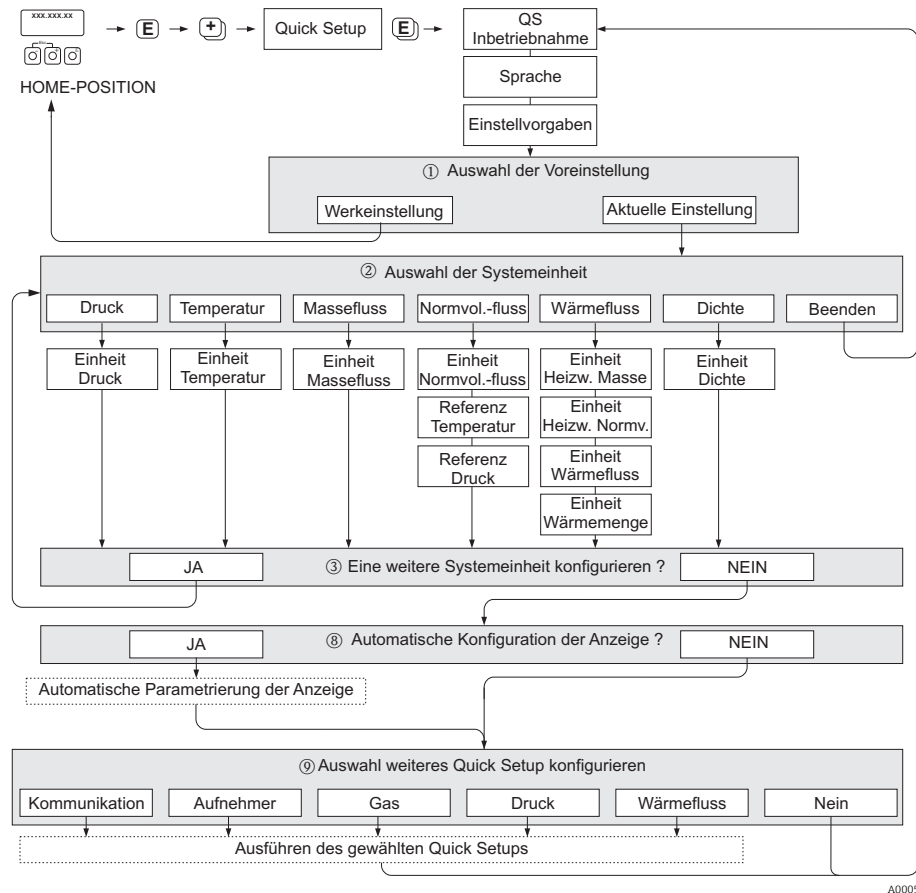 xxx.xxx.xx
Esc
E
+
Quick Setup
E
QS
Inbetriebnahme
HOME-POSITION
Sprache
Einstellvorgaben
① Auswahl der Voreinstellung
Werkeinstellung
Aktuelle Einstellung
② Auswahl der Systemeinheit
Druck
Temperatur
Massefluss
Normvol.-fluss
Wärmefluss
Dichte
Beenden
Einheit
Druck
Einheit
Temperatur
Einheit
Massefluss
Einheit
Normvol.-fluss
Einheit
Heizw. Masse
Einheit
Dichte
Referenz
Temperatur
Einheit
Heizw. Normv.
Referenz
Druck
Einheit
Wärmefluss
Einheit
Wärmemenge
JA
③ Eine weitere Systemeinheit konfigurieren ?
NEIN
JA
⑧ Automatische Konfiguration der Anzeige ?
NEIN
Automatische Parametrierung der Anzeige
⑨ Auswahl weiteres Quick Setup konfigurieren
Kommunikation
Aufnehmer
Gas
Druck
Wärmefluss
Nein
Ausführen des gewählten Quick Setups